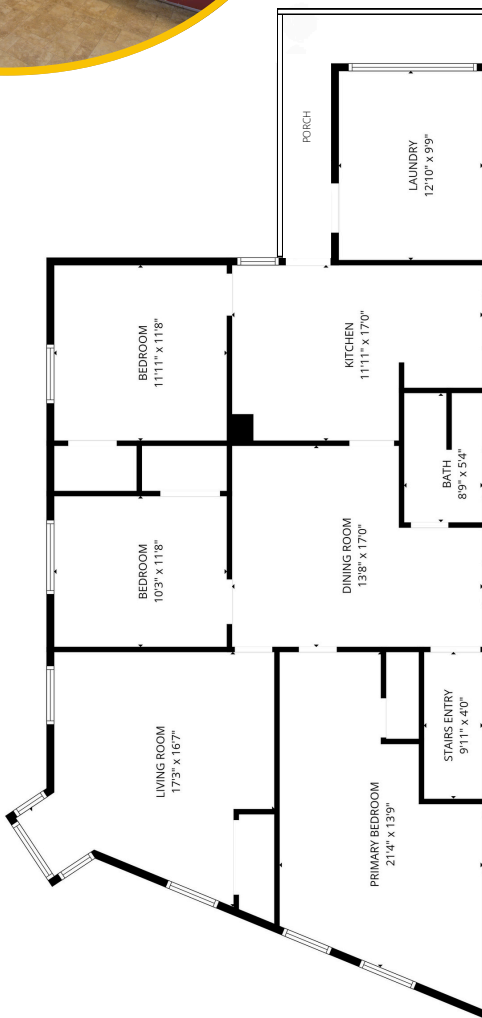 PORCH
LAUNDRY
12'10" x 9'9"
BEDROOM
11'11" x 11'8"
KITCHEN
11'11" x 17'0"
BATH
8'9" x 5'4"
BEDROOM
10'3" x 11'8"
DINING ROOM
13'8" x 17'0"
LIVING ROOM
17'3" x 16'7"
STAIRS ENTRY
9'11" x 4'0"
PRIMARY BEDROOM
21'4" x 13'9"